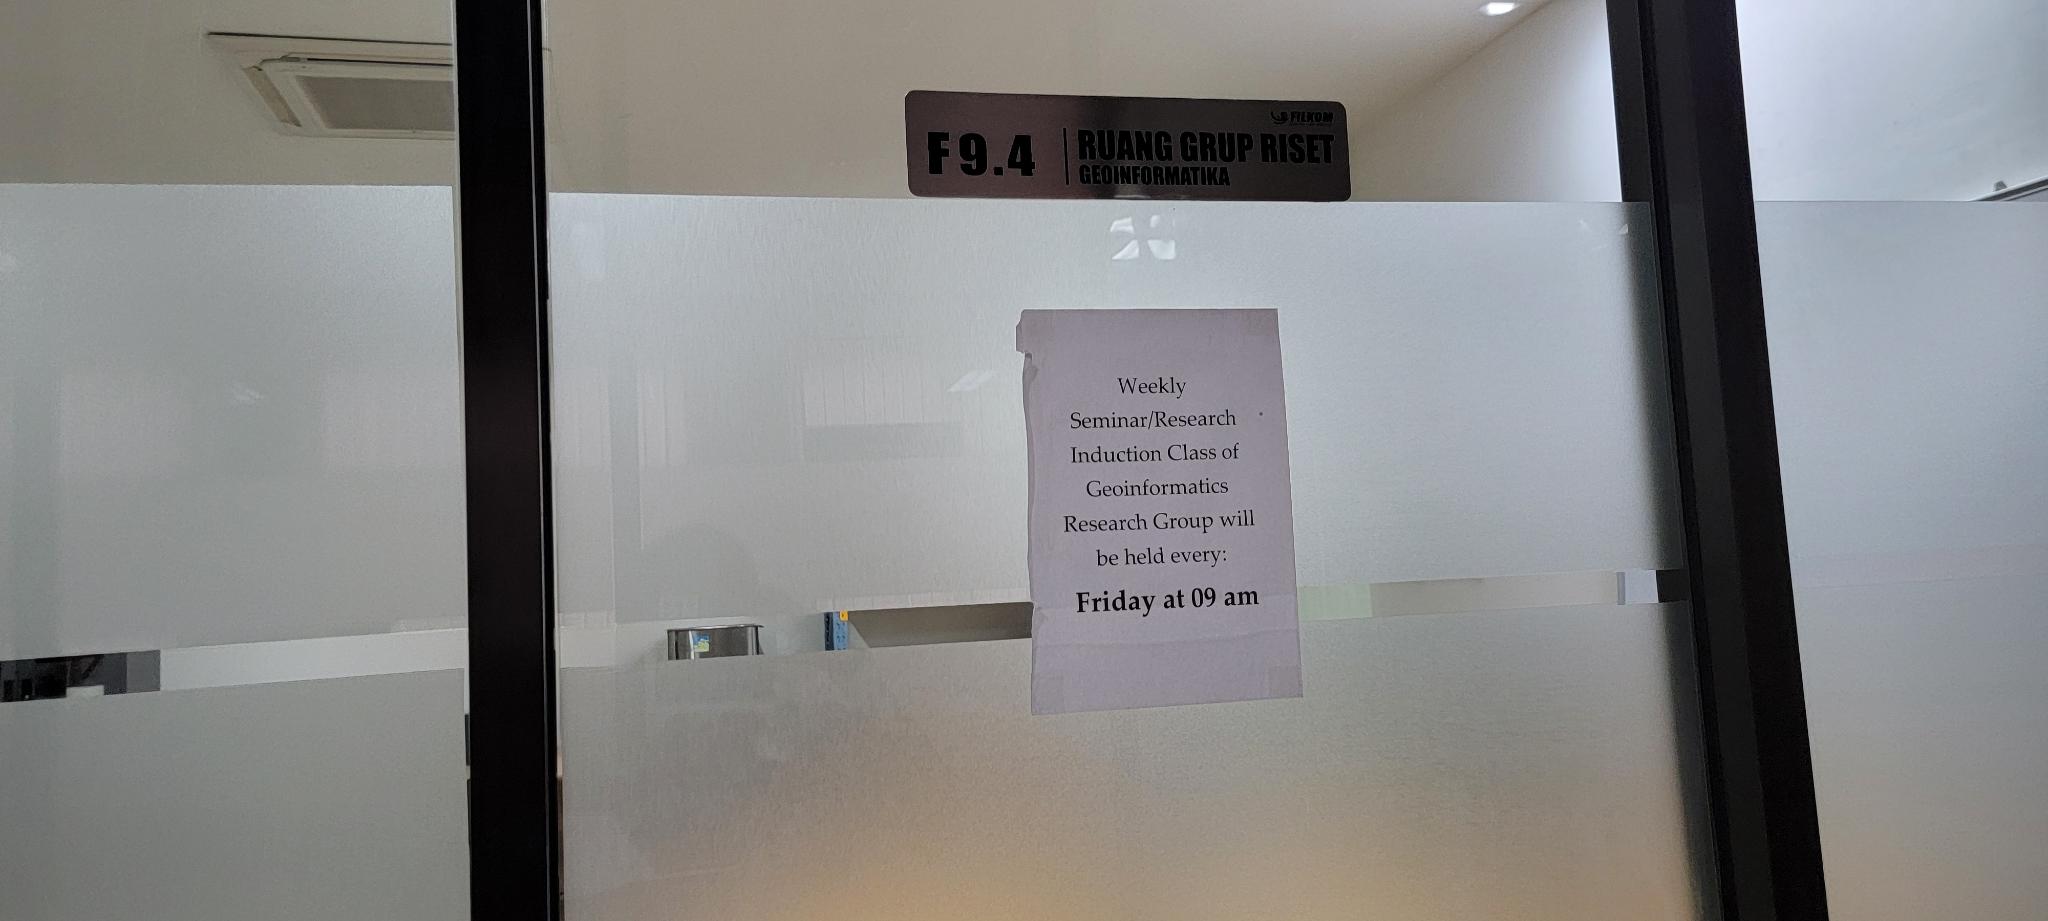 FILKOM
F9.4
RUANG GRUP RISET
GEOINFORMATIKA
Weekly
Seminar/Research
Induction Class of
Geoinformatics
Research Group will
be held every:
Friday at 09 am